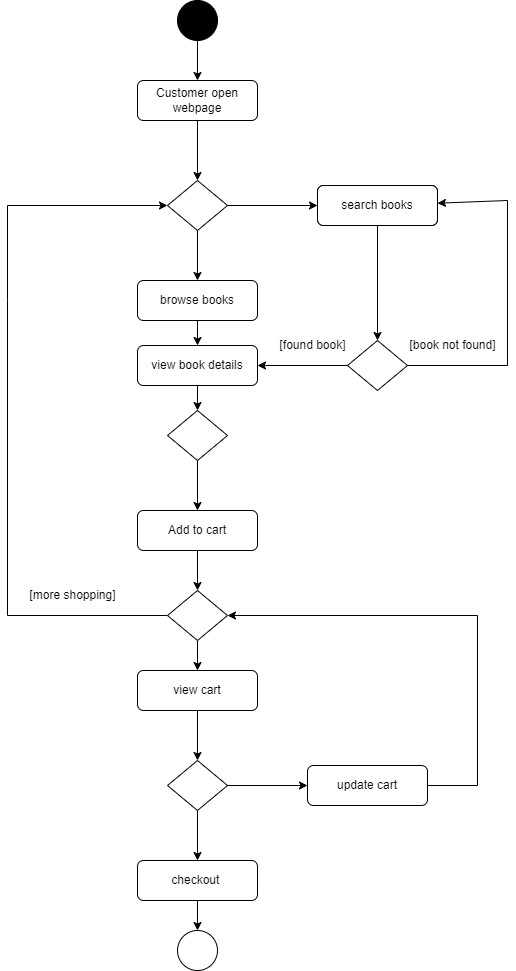 Customer open
webpage
search books
browse books
[found book]
[book not found]
view book details
Add to cart
[more shopping]
view cart
update cart
checkout